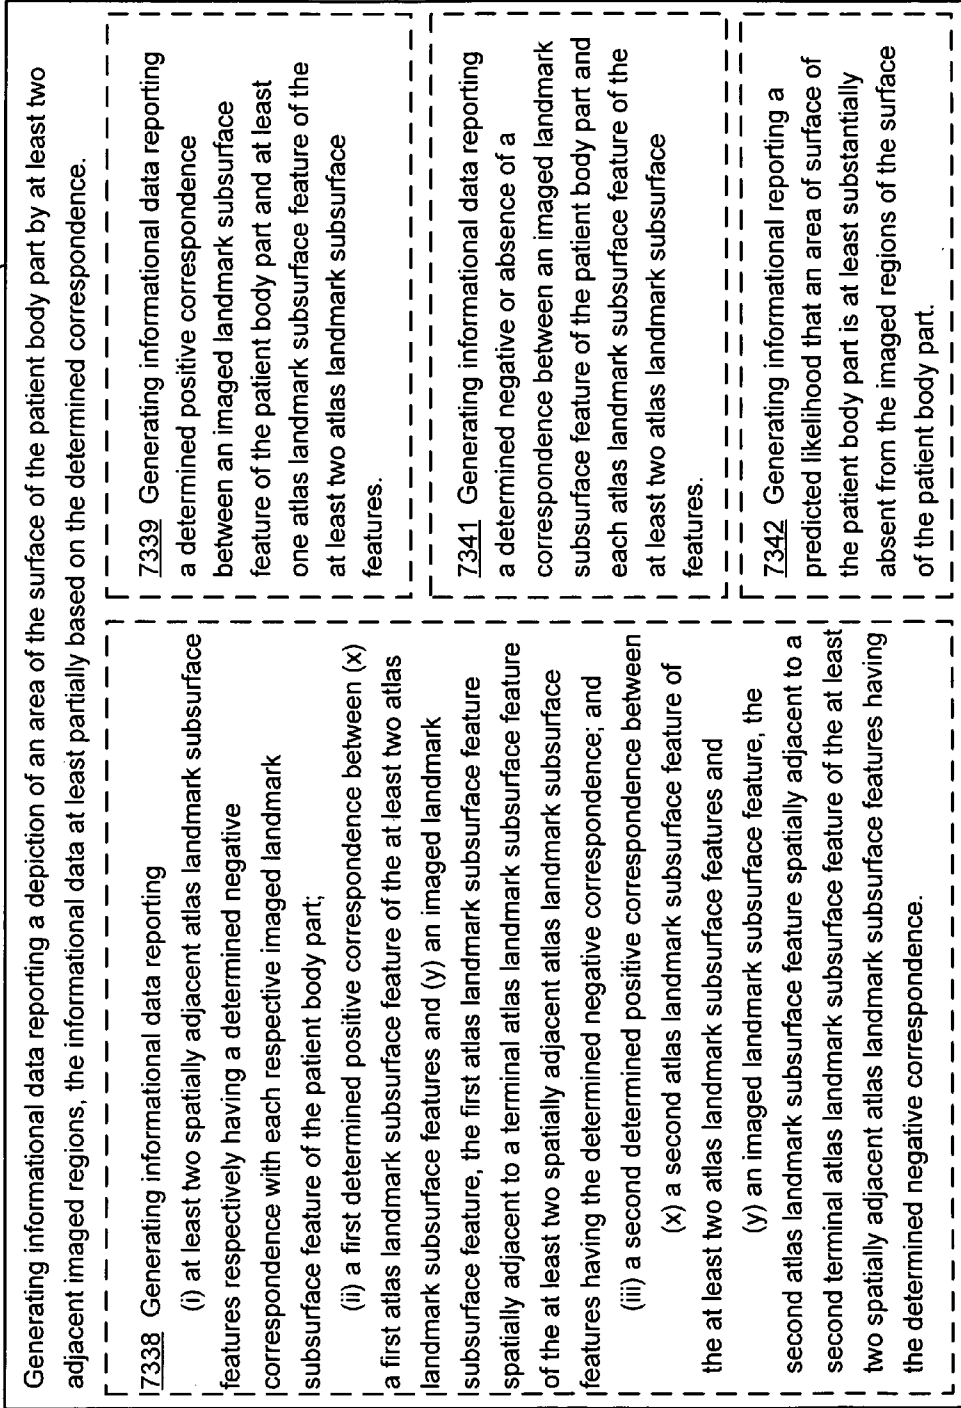 Generating informational data reporting a depiction of an area of the surface of the patient body part by at least two
adjacent imaged regions, the informational data at least partially based on the determined correspondence.
7338 Generating informational data reporting
(i) at least two spatially adjacent atlas landmark subsurface
features respectively having a determined negative
correspondence with each respective imaged landmark
subsurface feature of the patient body part;
(ii) a first determined positive correspondence between (x)
a first atlas landmark subsurface feature of the at least two atlas
landmark subsurface features and (y) an imaged landmark
subsurface feature, the first atlas landmark subsurface feature
spatially adjacent to a terminal atlas landmark subsurface feature
of the at least two spatially adjacent atlas landmark subsurface
features having the determined negative correspondence; and
(iii) a second determined positive correspondence between
(x) a second atlas landmark subsurface feature of
the at least two atlas landmark subsurface features and
(y) an imaged landmark subsurface feature, the
second atlas landmark subsurface feature spatially adjacent to a
second terminal atlas landmark subsurface feature of the at least
two spatially adjacent atlas landmark subsurface features having
the determined negative correspondence.
7339 Generating informational data reporting
a determined positive correspondence
between an imaged landmark subsurface
feature of the patient body part and at least
one atlas landmark subsurface feature of the
at least two atlas landmark subsurface
features.
7341 Generating informational data reporting
a determined negative or absence of a
correspondence between an imaged landmark
subsurface feature of the patient body part and
each atlas landmark subsurface feature of the
at least two atlas landmark subsurface
features.
7342 Generating informational reporting a
predicted likelihood that an area of surface of
the patient body part is at least substantially
absent from the imaged regions of the surface
of the patient body part.